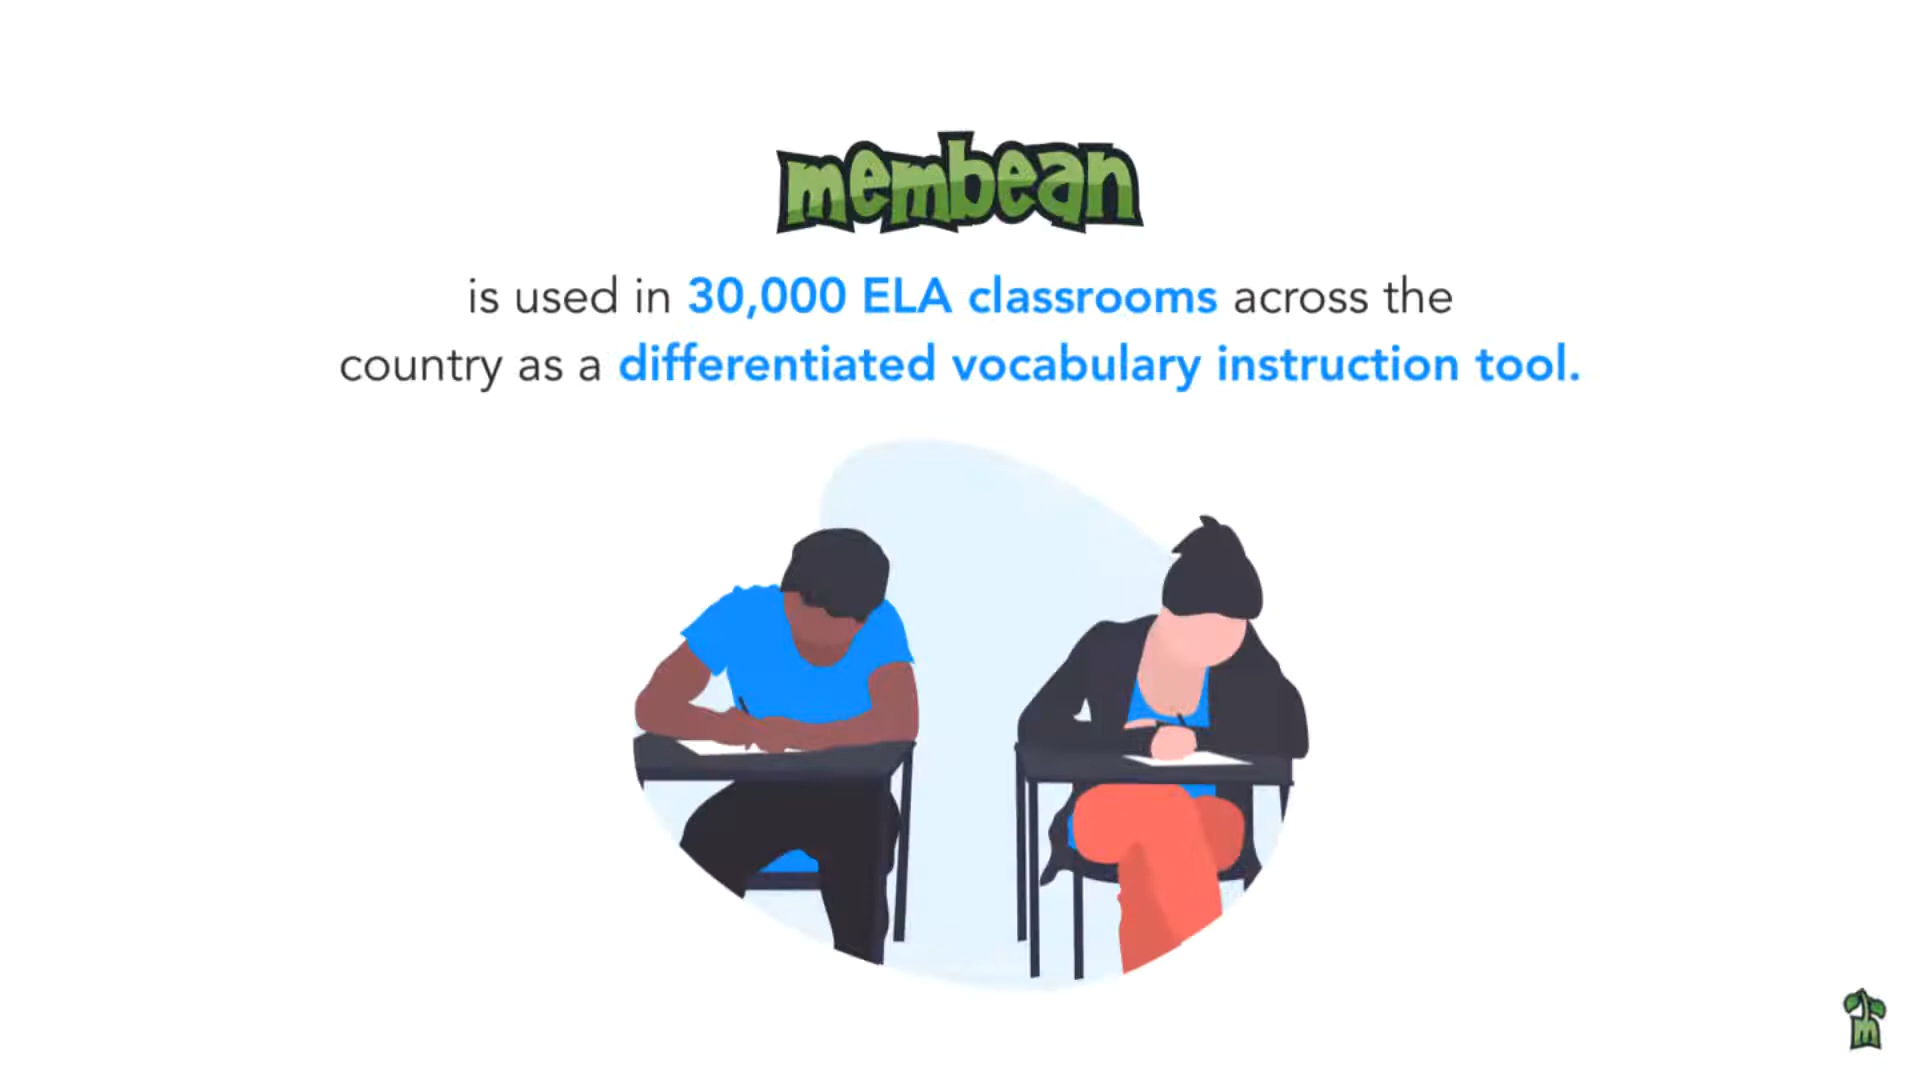 membean
is used in 30,000 ELA classrooms across the
country as a differentiated vocabulary instruction tool.
m